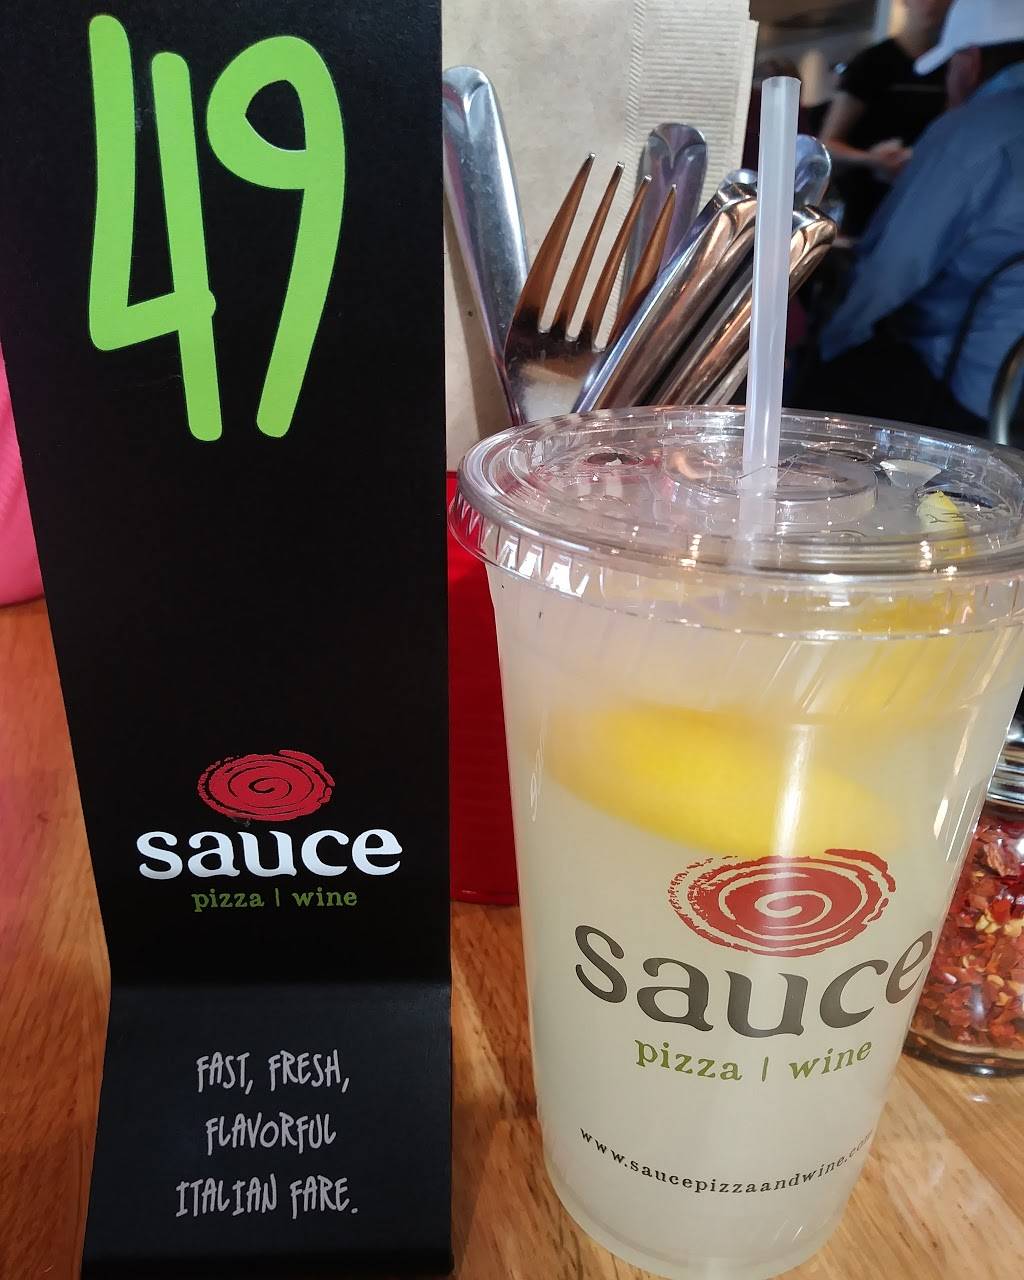 49
sauce
pizza | wine
FAST, FRESH,
FLAVORFUL
ITALIAN FARE.
sauce
pizza | wine
www.saucepizzaandwine.com